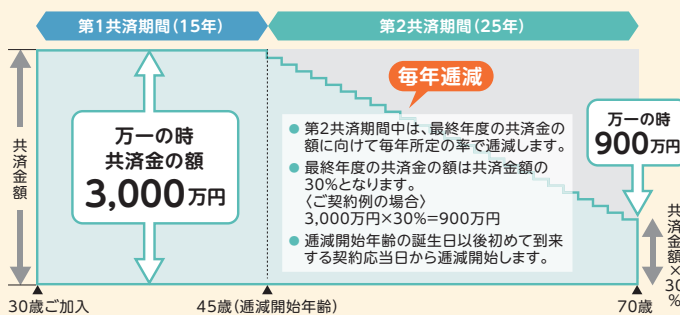 第1共済期間(15年)
第2共済期間(25年)
共済金額
万一の時
共済金の額
3,000万円
毎年逓減
● 第2共済期間中は、最終年度の共済金の
額に向けて毎年所定の率で逓減します。
● 最終年度の共済金の額は共済金額の
30%となります。
〈ご契約例の場合〉
3,000万円×30%=900万円
● 逓減開始年齢の誕生日以後初めて到来
する契約応当日から逓減開始します。
万一の時
900万円
共済金額×30%
30歳ご加入
45歳(逓減開始年齢)
70歳